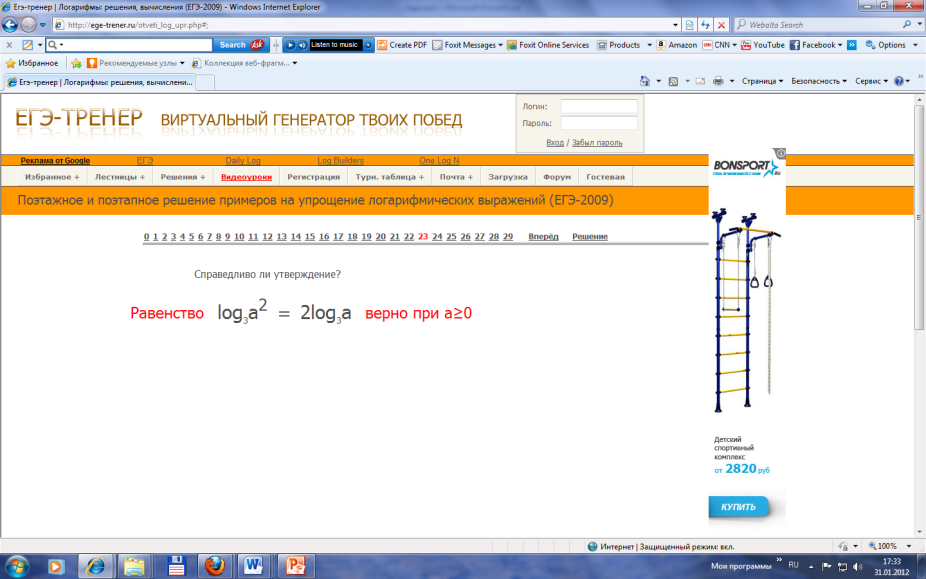 Егэ-тренер | Логарифмы: решения, вычисления (ЕГЭ-2009) - Windows Internet Explorer
http://ege-trener.ru/otveti_log_upr.php#;
Webalta Search
Search Ask Listen to music Create PDF Foxit Messages Foxit Online Services Products Amazon CNN YouTube Facebook » Options
Избранное Рекомендуемые узлы Коллекция веб-фрагм...
Егэ-тренер | Логарифмы: решения, вычислени... Страница Безопасность Сервис
ЕГЭ-ТРЕНЕР ВИРТУАЛЬНЫЙ ГЕНЕРАТОР ТВОИХ ПОБЕД
Логин:
Пароль:
Вход / Забыл пароль
Реклама от Google ЕГЭ Daily Log Log Builders One Log N
Избранное + Лестницы + Решения + Видеоуроки Регистрация Турн. таблица + Почта + Загрузка Форум Гостевая
Поэтажное и поэтапное решение примеров на упрощение логарифмических выражений (ЕГЭ-2009)
0 1 2 3 4 5 6 7 8 9 10 11 12 13 14 15 16 17 18 19 20 21 22 23 24 25 26 27 28 29 Вперёд Решение
Справедливо ли утверждение?
Равенство log₃a² = 2log₃a верно при a≥0
BONSPORT.RU
Детский
спортивный
комплекс
от 2820 руб
КУПИТЬ
Интернет | Защищенный режим: вкл. 100%
Мои программы » RU 17:33
31.01.2012